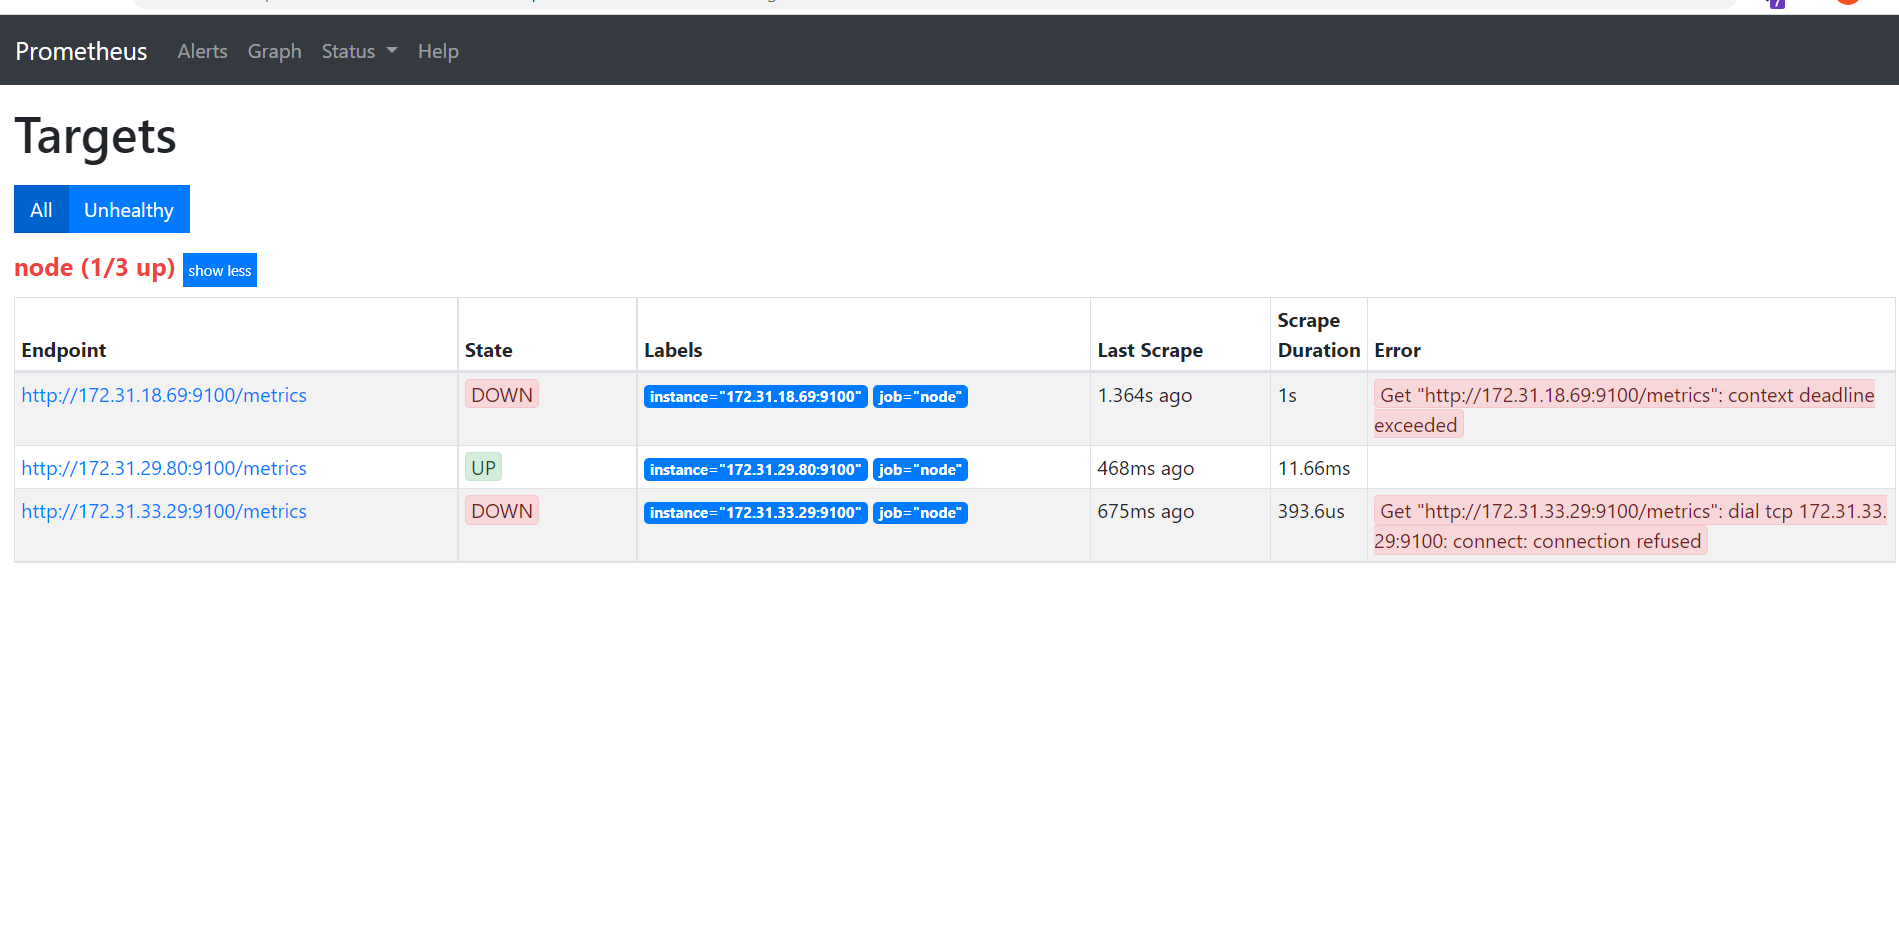 Prometheus Alerts Graph Status Help
Targets
All Unhealthy
node (1/3 up) show less
Endpoint State Labels Last Scrape Scrape Duration Error
http://172.31.18.69:9100/metrics DOWN instance="172.31.18.69:9100" job="node" 1.364s ago 1s Get "http://172.31.18.69:9100/metrics": context deadline
exceeded
http://172.31.29.80:9100/metrics UP instance="172.31.29.80:9100" job="node" 468ms ago 11.66ms
http://172.31.33.29:9100/metrics DOWN instance="172.31.33.29:9100" job="node" 675ms ago 393.6us Get "http://172.31.33.29:9100/metrics": dial tcp 172.31.33.
29:9100: connect: connection refused